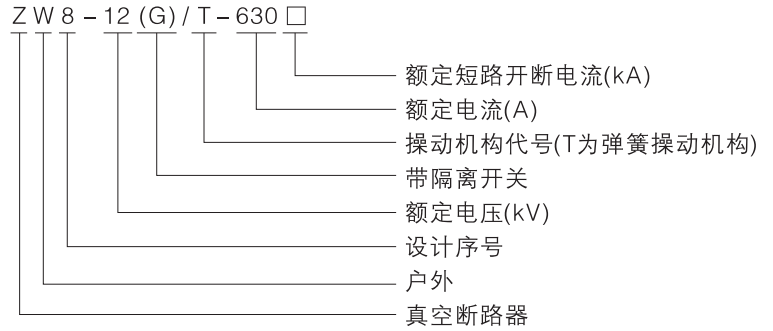 ZW8-12(G)/T-630□
额定短路开断电流(kA)
额定电流(A)
操动机构代号(T为弹簧操动机构)
带隔离开关
额定电压(kV)
设计序号
户外
真空断路器